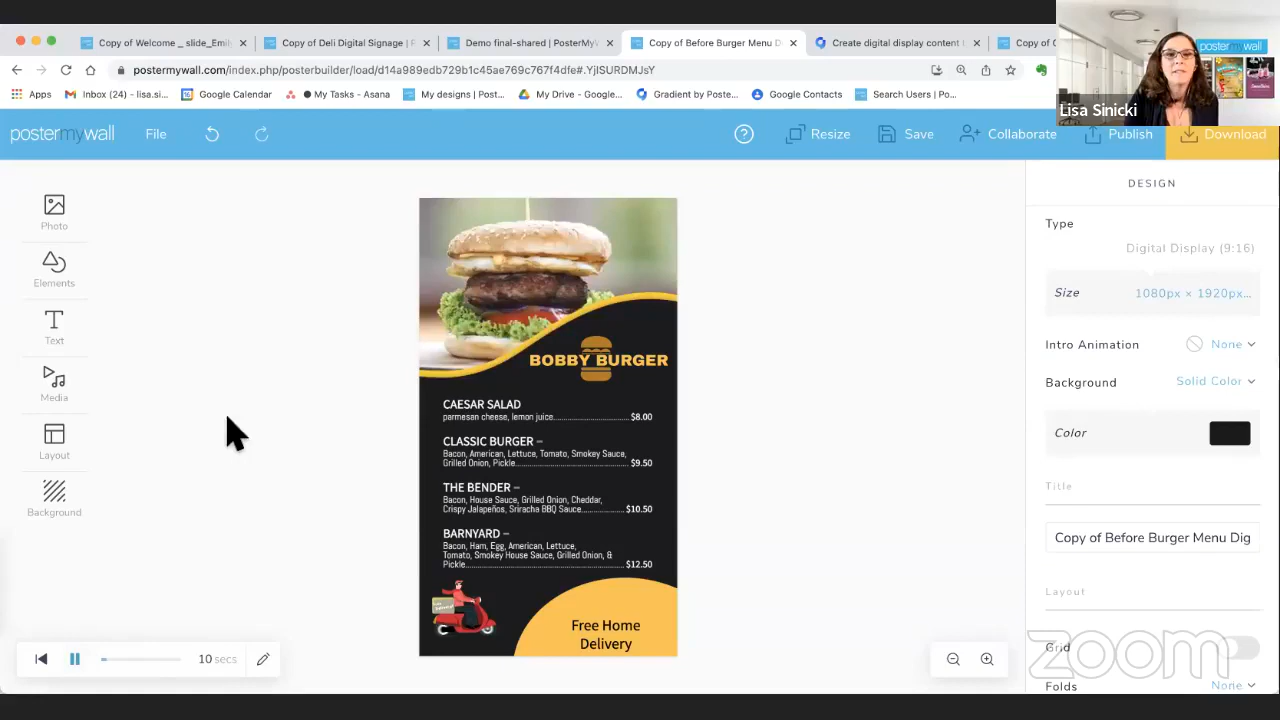 Copy of Welcome _ slide_Emily
Copy of Deli Digital Signage | P
Demo final-shared | PosterMyW
Copy of Before Burger Menu D
Create digital display content
Copy of
postermywall.com/index.php/posterbuilder/load/d14a989edb729b1c45ae769c767f4dfe#.YjISURDMJsY
Apps
Inbox (24) - lisa.si...
Google Calendar
My Tasks - Asana
My designs | Post...
My Drive - Google...
Gradient by Poste...
Google Contacts
Search Users | Po...
postermywall
Lisa Sinicki
postermywall
File
Resize
Save
Collaborate
Publish
Download
Photo
Elements
Text
Media
Layout
Background
BOBBY BURGER
CAESAR SALAD
parmesan cheese, lemon juice............................ $8.00
CLASSIC BURGER –
Bacon, American, Lettuce, Tomato, Smokey Sauce,
Grilled Onion, Pickle......................................... $9.50
THE BENDER –
Bacon, House Sauce, Grilled Onion, Cheddar,
Crispy Jalapeños, Sriracha BBQ Sauce................ $10.50
BARNYARD –
Bacon, Ham, Egg, American, Lettuce,
Tomato, Smokey House Sauce, Grilled Onion, &
Pickle........................................................... $12.50
Free Home
Delivery
10 secs
DESIGN
Type
Digital Display (9:16)
Size 1080px × 1920px...
Intro Animation None
Background Solid Color
Color
Title
Copy of Before Burger Menu Dig
Layout
Grid
Folds None
zoom